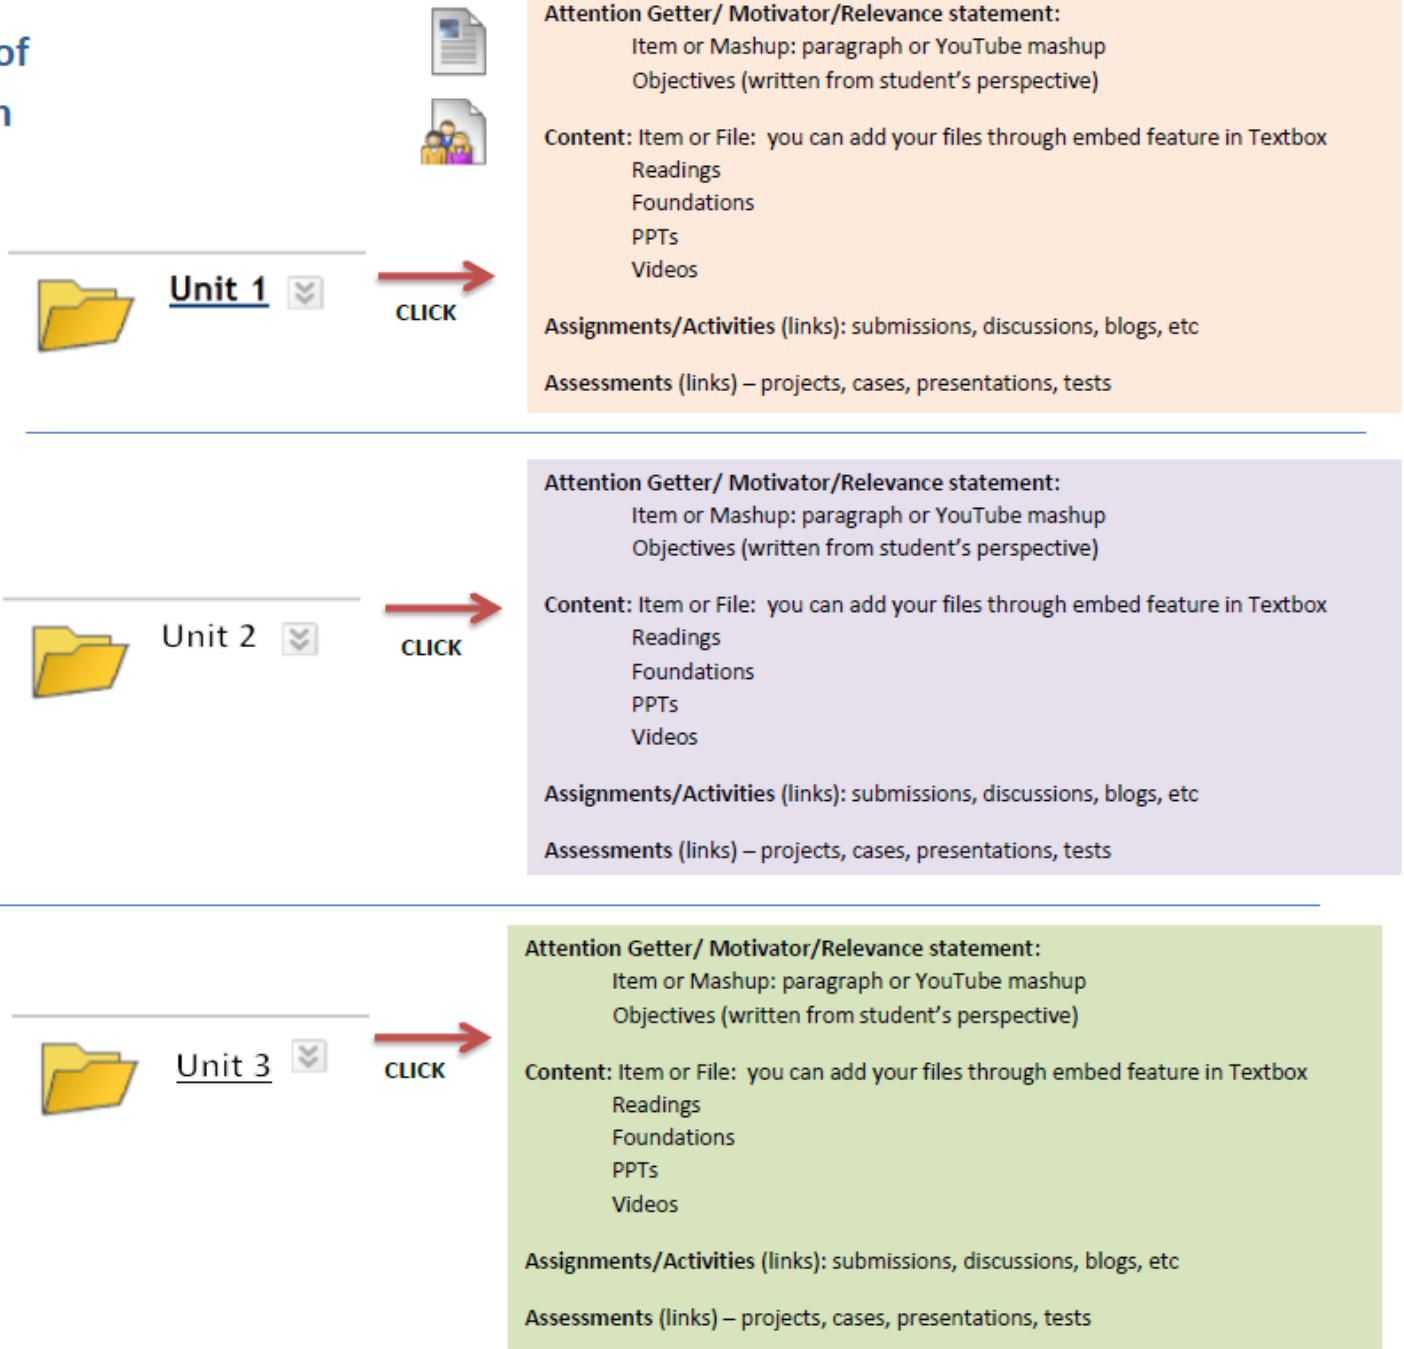 of
n
Attention Getter/ Motivator/Relevance statement:
Item or Mashup: paragraph or YouTube mashup
Objectives (written from student's perspective)
Content: Item or File:  you can add your files through embed feature in Textbox
Readings
Foundations
PPTs
Videos
Assignments/Activities (links): submissions, discussions, blogs, etc
Assessments (links) – projects, cases, presentations, tests
Unit 1
CLICK
Attention Getter/ Motivator/Relevance statement:
Item or Mashup: paragraph or YouTube mashup
Objectives (written from student's perspective)
Content: Item or File:  you can add your files through embed feature in Textbox
Readings
Foundations
PPTs
Videos
Assignments/Activities (links): submissions, discussions, blogs, etc
Assessments (links) – projects, cases, presentations, tests
Unit 2
CLICK
Attention Getter/ Motivator/Relevance statement:
Item or Mashup: paragraph or YouTube mashup
Objectives (written from student's perspective)
Content: Item or File:  you can add your files through embed feature in Textbox
Readings
Foundations
PPTs
Videos
Assignments/Activities (links): submissions, discussions, blogs, etc
Assessments (links) – projects, cases, presentations, tests
Unit 3
CLICK